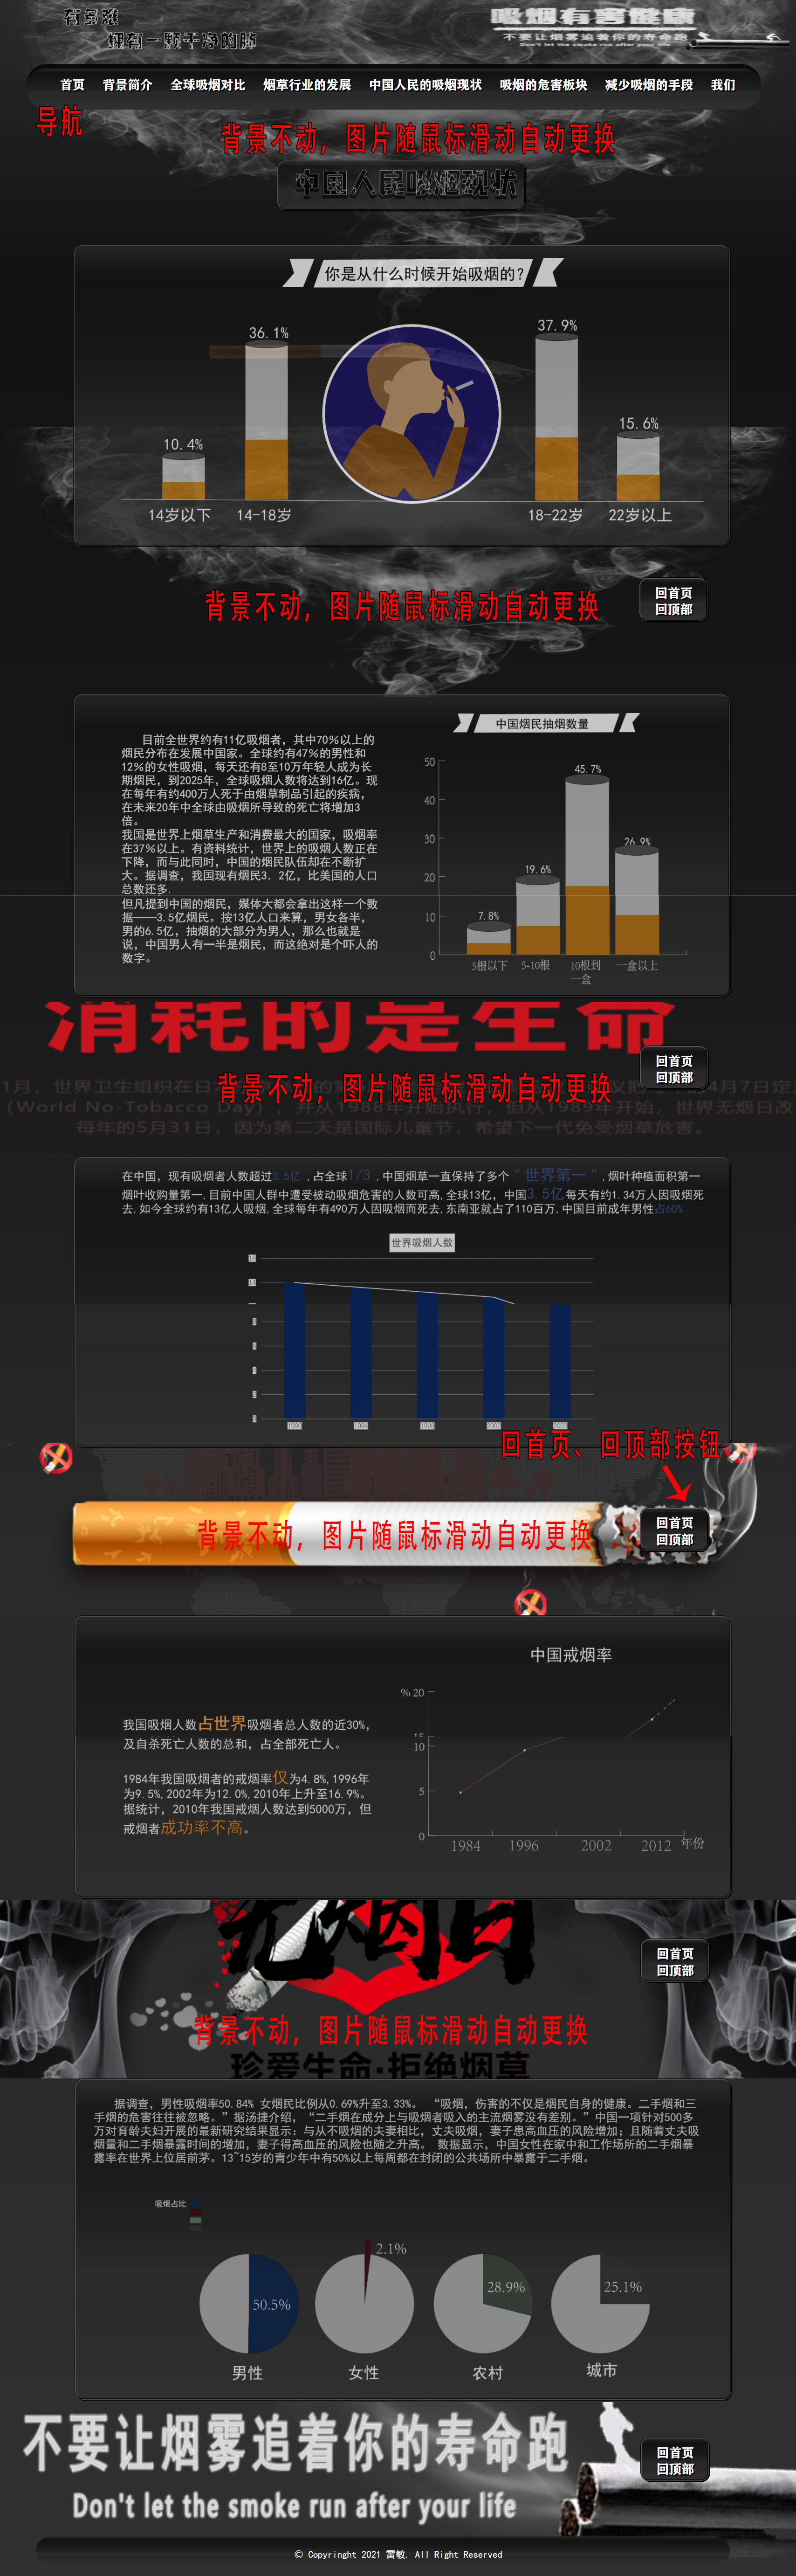 拥有一颗干净的肺
吸烟有害健康
不要让烟雾追着你的寿命跑
Don't let the smoke run after your life
首页 背景简介 全球吸烟对比 烟草行业的发展 中国人民的吸烟现状 吸烟的危害板块 减少吸烟的手段 我们
导航
背景不动，图片随鼠标滑动自动更换
中国人民吸烟现状
你是从什么时候开始吸烟的?
36.1%
37.9%
10.4%
15.6%
14岁以下 14-18岁 18-22岁 22岁以上
回首页
回顶部
背景不动，图片随鼠标滑动自动更换
目前全世界约有11亿吸烟者，其中70%以上的
烟民分布在发展中国家。全球约有47%的男性和
12%的女性吸烟，每天还有8至10万年轻人成为长
期烟民，到2025年，全球吸烟人数将达到16亿。现
在每年有约400万人死于由烟草制品引起的疾病，
在未来20年中全球由吸烟所导致的死亡将增加3
倍。
我国是世界上烟草生产和消费最大的国家，吸烟率
在37%以上。有资料统计，世界上的吸烟人数正在
下降，而与此同时，中国的烟民队伍却在不断扩
大。据调查，我国现有烟民3．2亿，比美国的人口
总数还多.
但凡提到中国的烟民，媒体大都会拿出这样一个数
据——3.5亿烟民。按13亿人口来算，男女各半，
男的6.5亿，抽烟的大部分为男人，那么也就是
说，中国男人有一半是烟民，而这绝对是个吓人的
数字。
中国烟民抽烟数量
50
40
30
20
10
0
45.7%
26.9%
19.6%
7.8%
5根以下 5-10根 10根到 一盒以上
一盒
消耗的是生命
回首页
回顶部
背景不动，图片随鼠标滑动自动更换
(World No-Tobacco Day) ，并从1988年开始执行，但从1989年开始，世界无烟日改
每年的5月31日，因为第二天是国际儿童节，希望下一代免受烟草危害。
在中国，现有吸烟者人数超过3.5亿 ,占全球1/3 ,中国烟草一直保持了多个＂世界第一＂,烟叶种植面积第一
烟叶收购量第一,目前中国人群中遭受被动吸烟危害的人数可高,全球13亿，中国3.5亿每天有约1.34万人因吸烟死
去,如今全球约有13亿人吸烟,全球每年有490万人因吸烟而死去,东南亚就占了110百万,中国目前成年男性占60%
世界吸烟人数
回首页、回顶部按钮
回首页
回顶部
背景不动，图片随鼠标滑动自动更换
中国戒烟率
% 20
10
5
0
1984 1996 2002 2012 年份
我国吸烟人数占世界吸烟者总人数的近30%,
及自杀死亡人数的总和，占全部死亡人。
1984年我国吸烟者的戒烟率仅为4.8%,1996年
为9.5%,2002年为12.0%,2010年上升至16.9%。
据统计，2010年我国戒烟人数达到5000万，但
戒烟者成功率不高。
无烟日
回首页
回顶部
背景不动，图片随鼠标滑动自动更换
珍爱生命·拒绝烟草
据调查，男性吸烟率50.84% 女烟民比例从0.69%升至3.33%。 “吸烟，伤害的不仅是烟民自身的健康。二手烟和三
手烟的危害往往被忽略。”据汤捷介绍，“二手烟在成分上与吸烟者吸入的主流烟雾没有差别。”中国一项针对500多
万对育龄夫妇开展的最新研究结果显示：与从不吸烟的夫妻相比，丈夫吸烟，妻子患高血压的风险增加；且随着丈夫吸
烟量和二手烟暴露时间的增加，妻子得高血压的风险也随之升高。 数据显示，中国女性在家中和工作场所的二手烟暴
露率在世界上位居前茅。13~15岁的青少年中有50%以上每周都在封闭的公共场所中暴露于二手烟。
吸烟占比
50.5%
2.1%
28.9%
25.1%
男性 女性 农村 城市
不要让烟雾追着你的寿命跑
Don't let the smoke run after your life
回首页
回顶部
© Copyringht 2021 雷敏. All Right Reserved